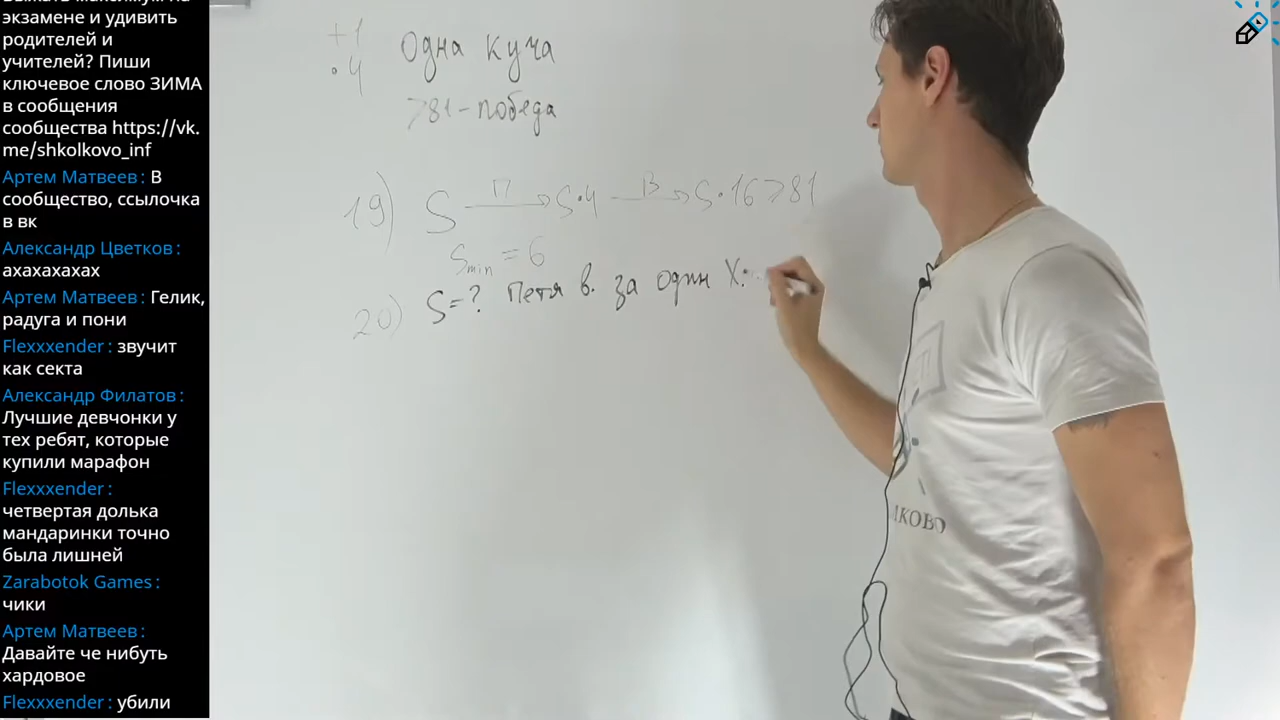 экзамене и удивить
родителей и
учителей? Пиши
ключевое слово ЗИМА
в сообщения
сообщества https://vk.
me/shkolkovo_inf
Артем Матвеев: В
сообщество, ссылочка
в вк
Александр Цветков:
ахахахахах
Артем Матвеев: Гелик,
радуга и пони
Flexxxender: звучит
как секта
Александр Филатов:
Лучшие девчонки у
тех ребят, которые
купили марафон
Flexxxender:
четвертая долька
мандаринки точно
была лишней
Zarabotok Games:
чики
Артем Матвеев:
Давайте че нибуть
хардовое
Flexxxender: убили
+1 Одна куча
·4
>81-победа
19) S П S·4 В S·16>81
Smin = 6
20) S=? Петя в. за один х.